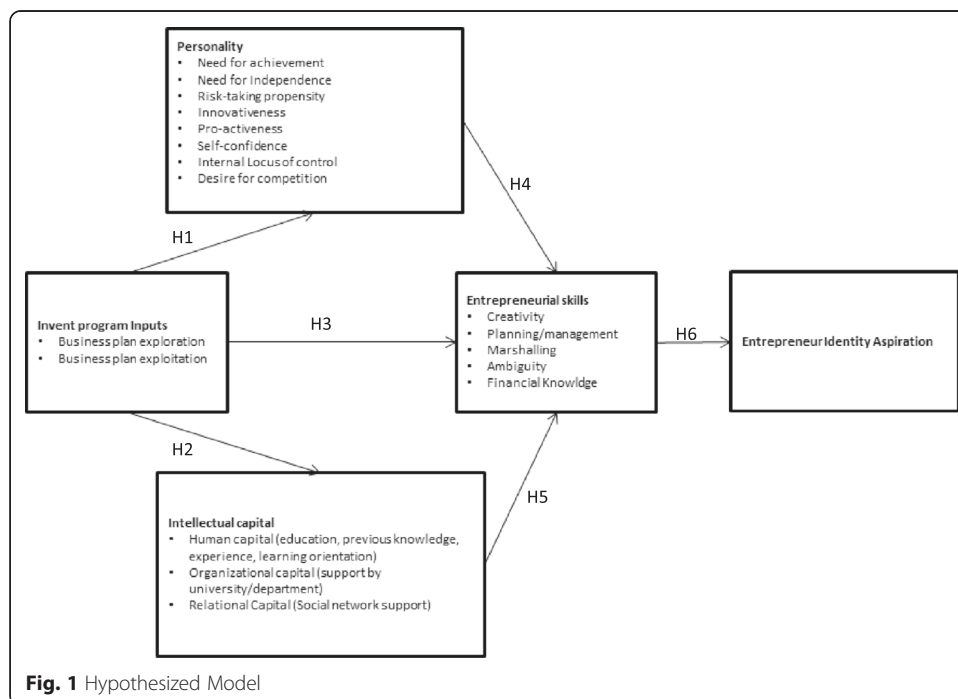 Personality
• Need for achievement
• Need for Independence
• Risk-taking propensity
• Innovativeness
• Pro-activeness
• Self-confidence
• Internal Locus of control
• Desire for competition
H4
H1
Invent program Inputs
• Business plan exploration
• Business plan exploitation
H3
Entrepreneurial skills
• Creativity
• Planning/management
• Marshalling
• Ambiguity
• Financial Knowldge
H6
Entrepreneur Identity Aspiration
H2
H5
Intellectual capital
• Human capital (education, previous knowledge,
experience, learning orientation)
• Organizational capital (support by
university/department)
• Relational Capital (Social network support)
Fig. 1 Hypothesized Model